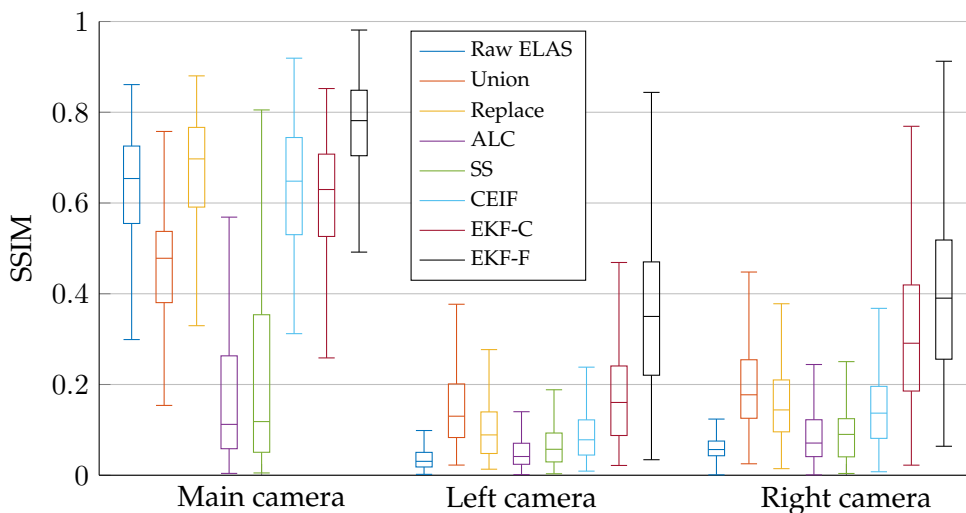 1
0.8
0.6
0.4
0.2
0
SSIM
Raw ELAS
Union
Replace
ALC
SS
CEIF
EKF-C
EKF-F
Main camera
Left camera
Right camera